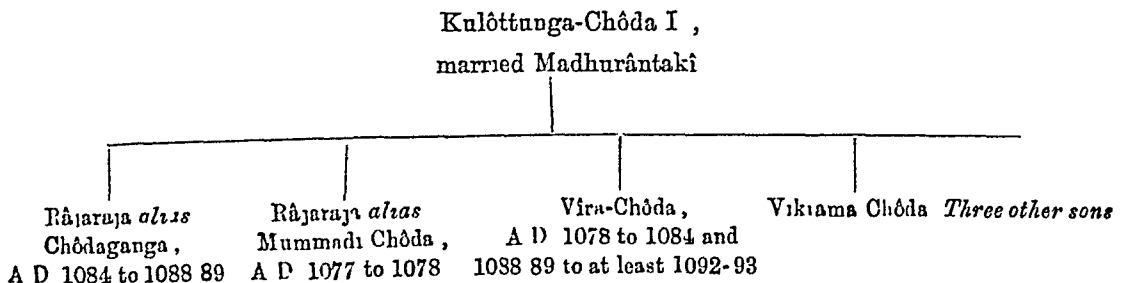 Kulôttunga-Chôda I ,
married Madhurântakî
Râjaraja alias
Chôdaganga ,
A D 1084 to 1088 89
Râjaraja alias
Mummadi Chôda ,
A D 1077 to 1078
Vîra-Chôda ,
A D 1078 to 1084 and
1088 89 to at least 1092-93
Vikrama Chôda Three other sons